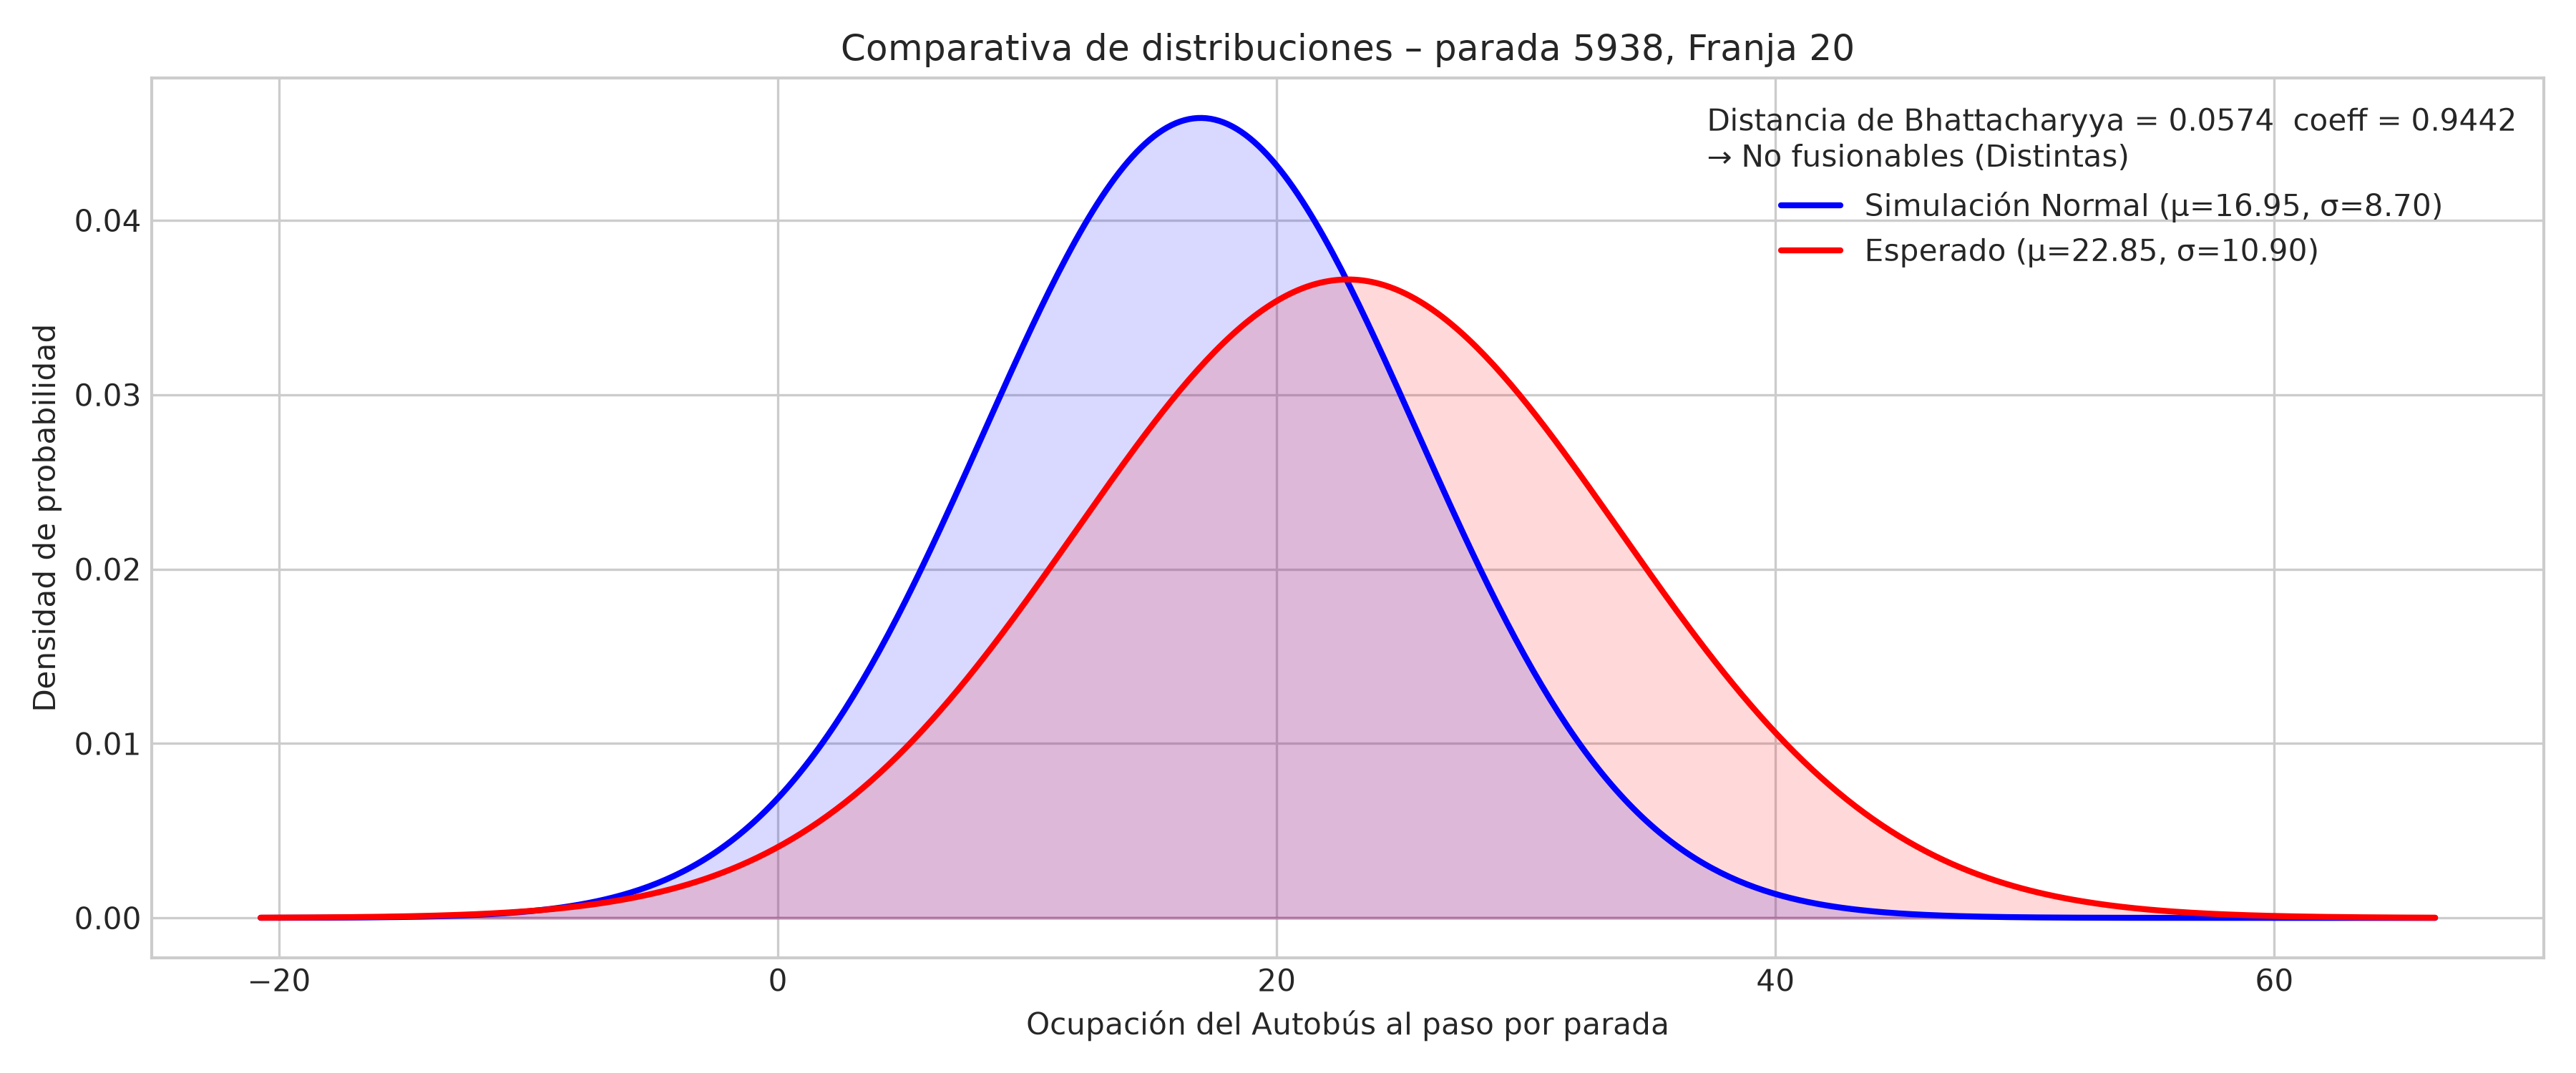 Comparativa de distribuciones – parada 5938, Franja 20
Distancia de Bhattacharyya = 0.0574  coeff = 0.9442
→ No fusionables (Distintas)
Simulación Normal (μ=16.95, σ=8.70)
Esperado (μ=22.85, σ=10.90)
Densidad de probabilidad
0.04
0.03
0.02
0.01
0.00
−20 0 20 40 60
Ocupación del Autobús al paso por parada